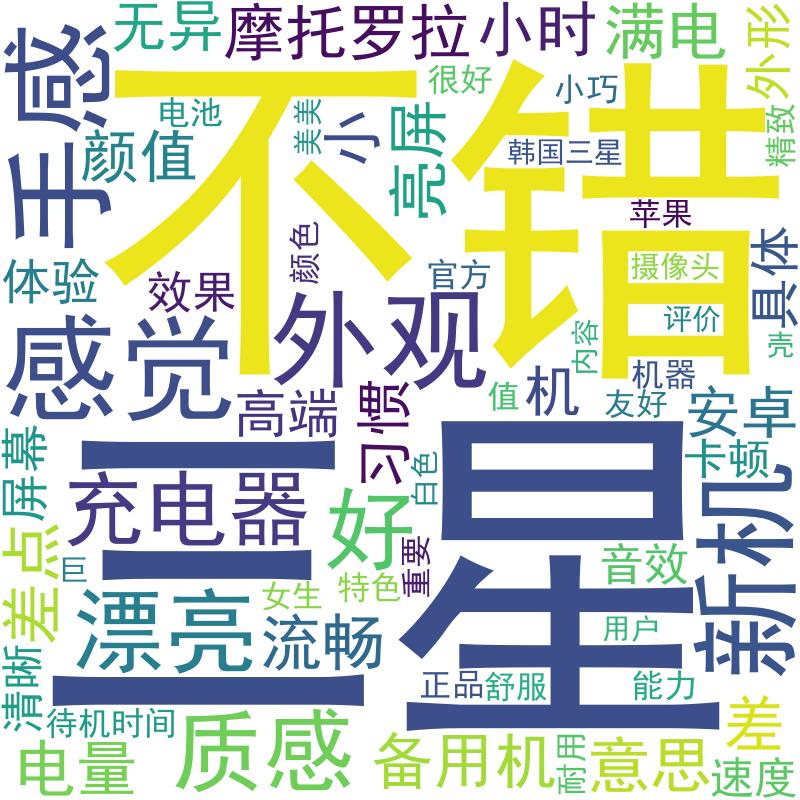 无异
摩托罗拉
小时
满电
外形
手感
不错
电池
美美
小
很好
小巧
精致
颜值
亮屏
韩国三星
苹果
颜色
体验
效果
官方
摄像头
具体
感觉
外观
内容
评价
壳
机器
高端
习惯
值
机
友好
安卓
三星
屏幕
充电器
白色
卡顿
新机
差点
巨
好
重要
音效
女生
特色
漂亮
流畅
用户
清晰
正品
舒服
能力
待机时间
差
电量
质感
备用机
耐用
意思
速度